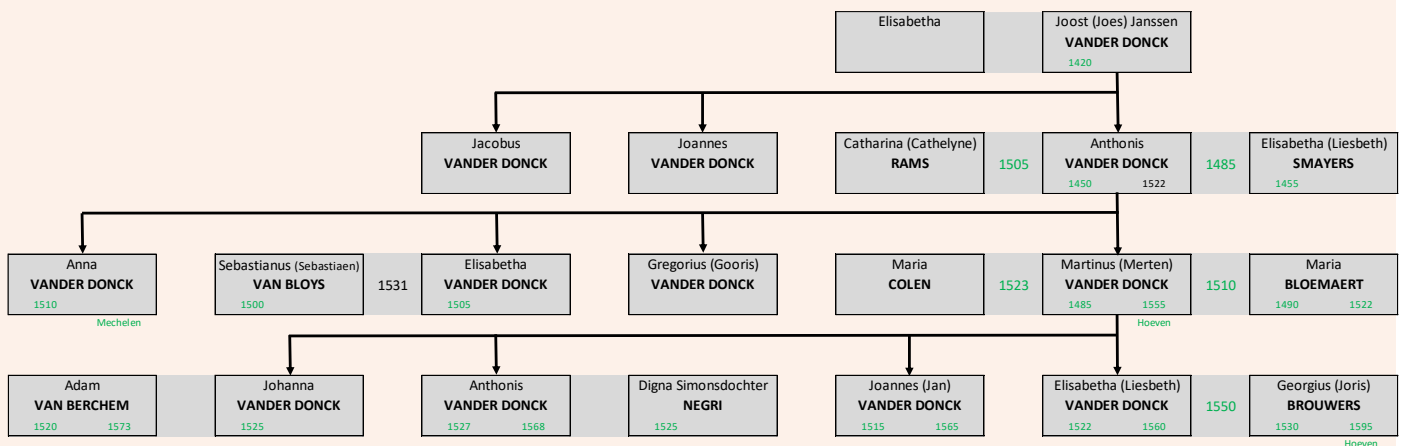 Elisabetha
Joost (Joes) Janssen
VANDER DONCK
1420
Jacobus
VANDER DONCK
Joannes
VANDER DONCK
Catharina (Cathelyne)
RAMS
1505
Anthonis
VANDER DONCK
1450 1522
1485
Elisabetha (Liesbeth)
SMAYERS
1455
Anna
VANDER DONCK
1510
Mechelen
Sebastianus (Sebastiaen)
VAN BLOYS
1500
1531
Elisabetha
VANDER DONCK
1505
Gregorius (Gooris)
VANDER DONCK
Maria
COLEN
1523
Martinus (Merten)
VANDER DONCK
1485 1555
Hoeven
1510
Maria
BLOEMAERT
1490 1522
Adam
VAN BERCHEM
1520 1573
Johanna
VANDER DONCK
1525
Anthonis
VANDER DONCK
1527 1568
Digna Simonsdochter
NEGRI
1525
Joannes (Jan)
VANDER DONCK
1515 1565
Elisabetha (Liesbeth)
VANDER DONCK
1522 1560
1550
Georgius (Joris)
BROUWERS
1530 1595
Hoeven